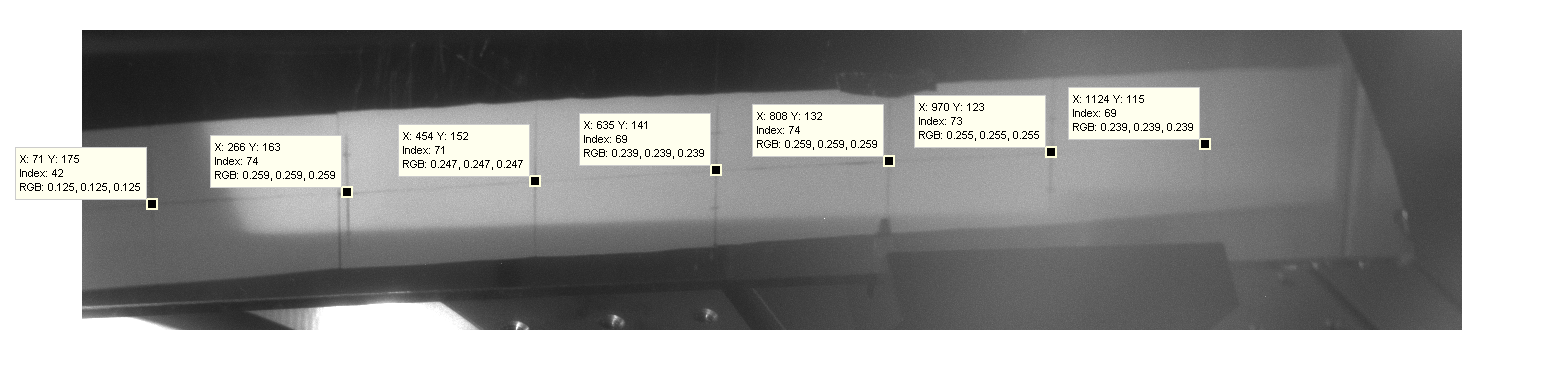 X: 71 Y: 175
Index: 42
RGB: 0.125, 0.125, 0.125
X: 266 Y: 163
Index: 74
RGB: 0.259, 0.259, 0.259
X: 454 Y: 152
Index: 71
RGB: 0.247, 0.247, 0.247
X: 635 Y: 141
Index: 69
RGB: 0.239, 0.239, 0.239
X: 808 Y: 132
Index: 74
RGB: 0.259, 0.259, 0.259
X: 970 Y: 123
Index: 73
RGB: 0.255, 0.255, 0.255
X: 1124 Y: 115
Index: 69
RGB: 0.239, 0.239, 0.239